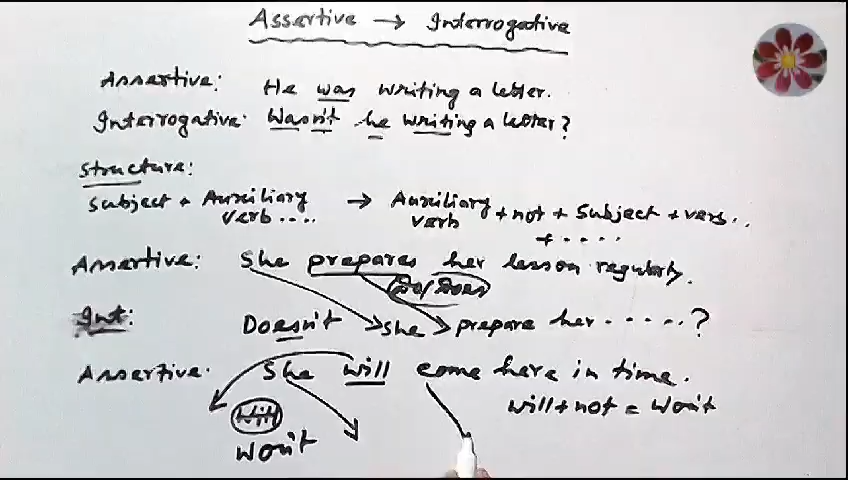 Assertive → Interrogative
Assertive: He was writing a letter.
Interrogative: Wasn't he writing a letter?
Structure:
Subject + Auxiliary verb .... → Auxiliary verb + not + Subject + verb.. + .....
Assertive: She prepares her lesson regularly.
Do/Does
Int: Doesn't she prepare her .....?
Assertive. She will come here in time.
will + not = Won't
Will
Won't